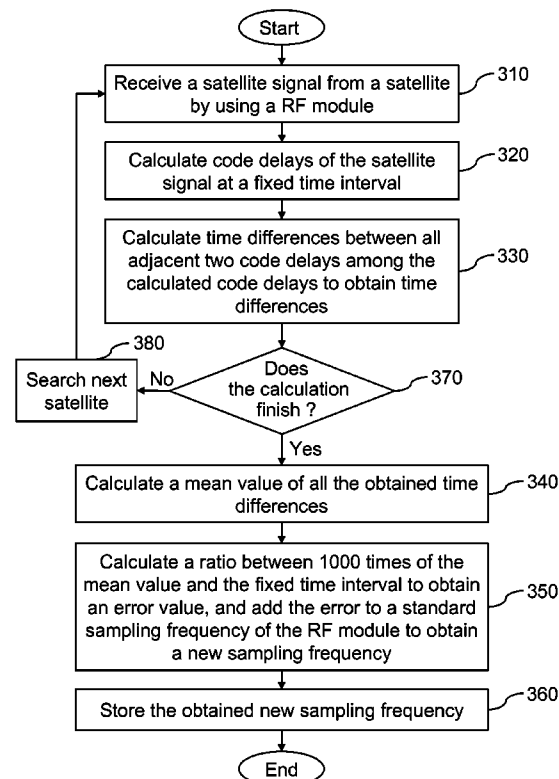 Start
Receive a satellite signal from a satellite
by using a RF module
310
Calculate code delays of the satellite
signal at a fixed time interval
320
Calculate time differences between all
adjacent two code delays among the
calculated code delays to obtain time
differences
330
380
Search next
satellite
No
Does
the calculation
finish ?
370
Yes
Calculate a mean value of all the obtained time
differences
340
Calculate a ratio between 1000 times of the
mean value and the fixed time interval to obtain
an error value, and add the error to a standard
sampling frequency of the RF module to obtain
a new sampling frequency
350
Store the obtained new sampling frequency
360
End